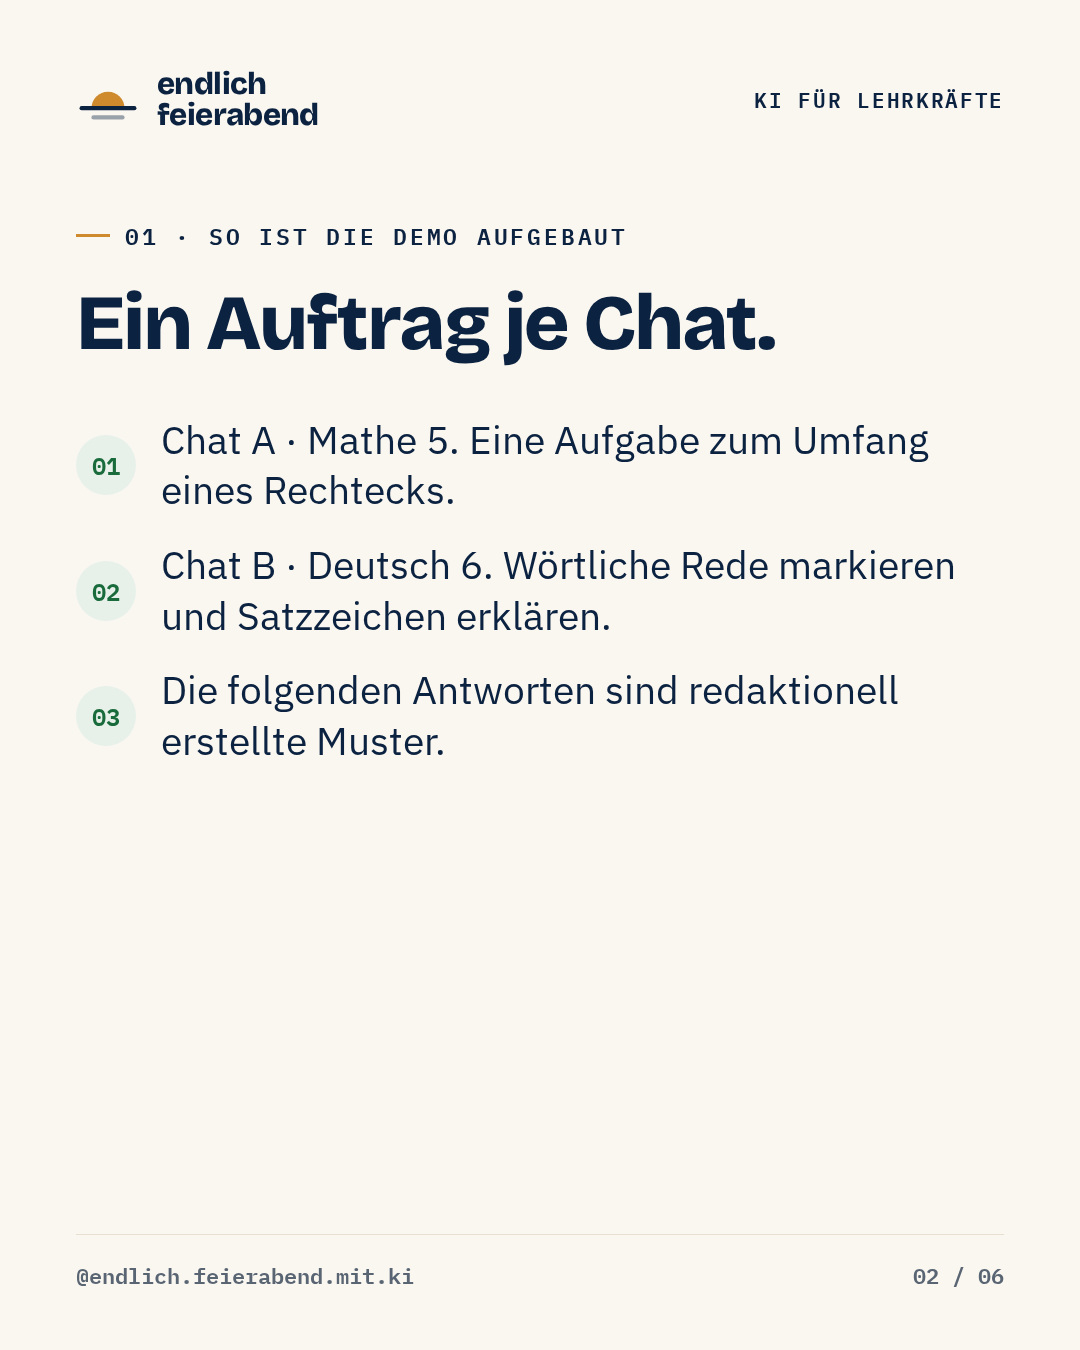 endlich
feierabend
KI FÜR LEHRKRÄFTE
01 · SO IST DIE DEMO AUFGEBAUT
Ein Auftrag je Chat.
01
Chat A · Mathe 5. Eine Aufgabe zum Umfang
eines Rechtecks.
02
Chat B · Deutsch 6. Wörtliche Rede markieren
und Satzzeichen erklären.
03
Die folgenden Antworten sind redaktionell
erstellte Muster.
@endlich.feierabend.mit.ki
02 / 06